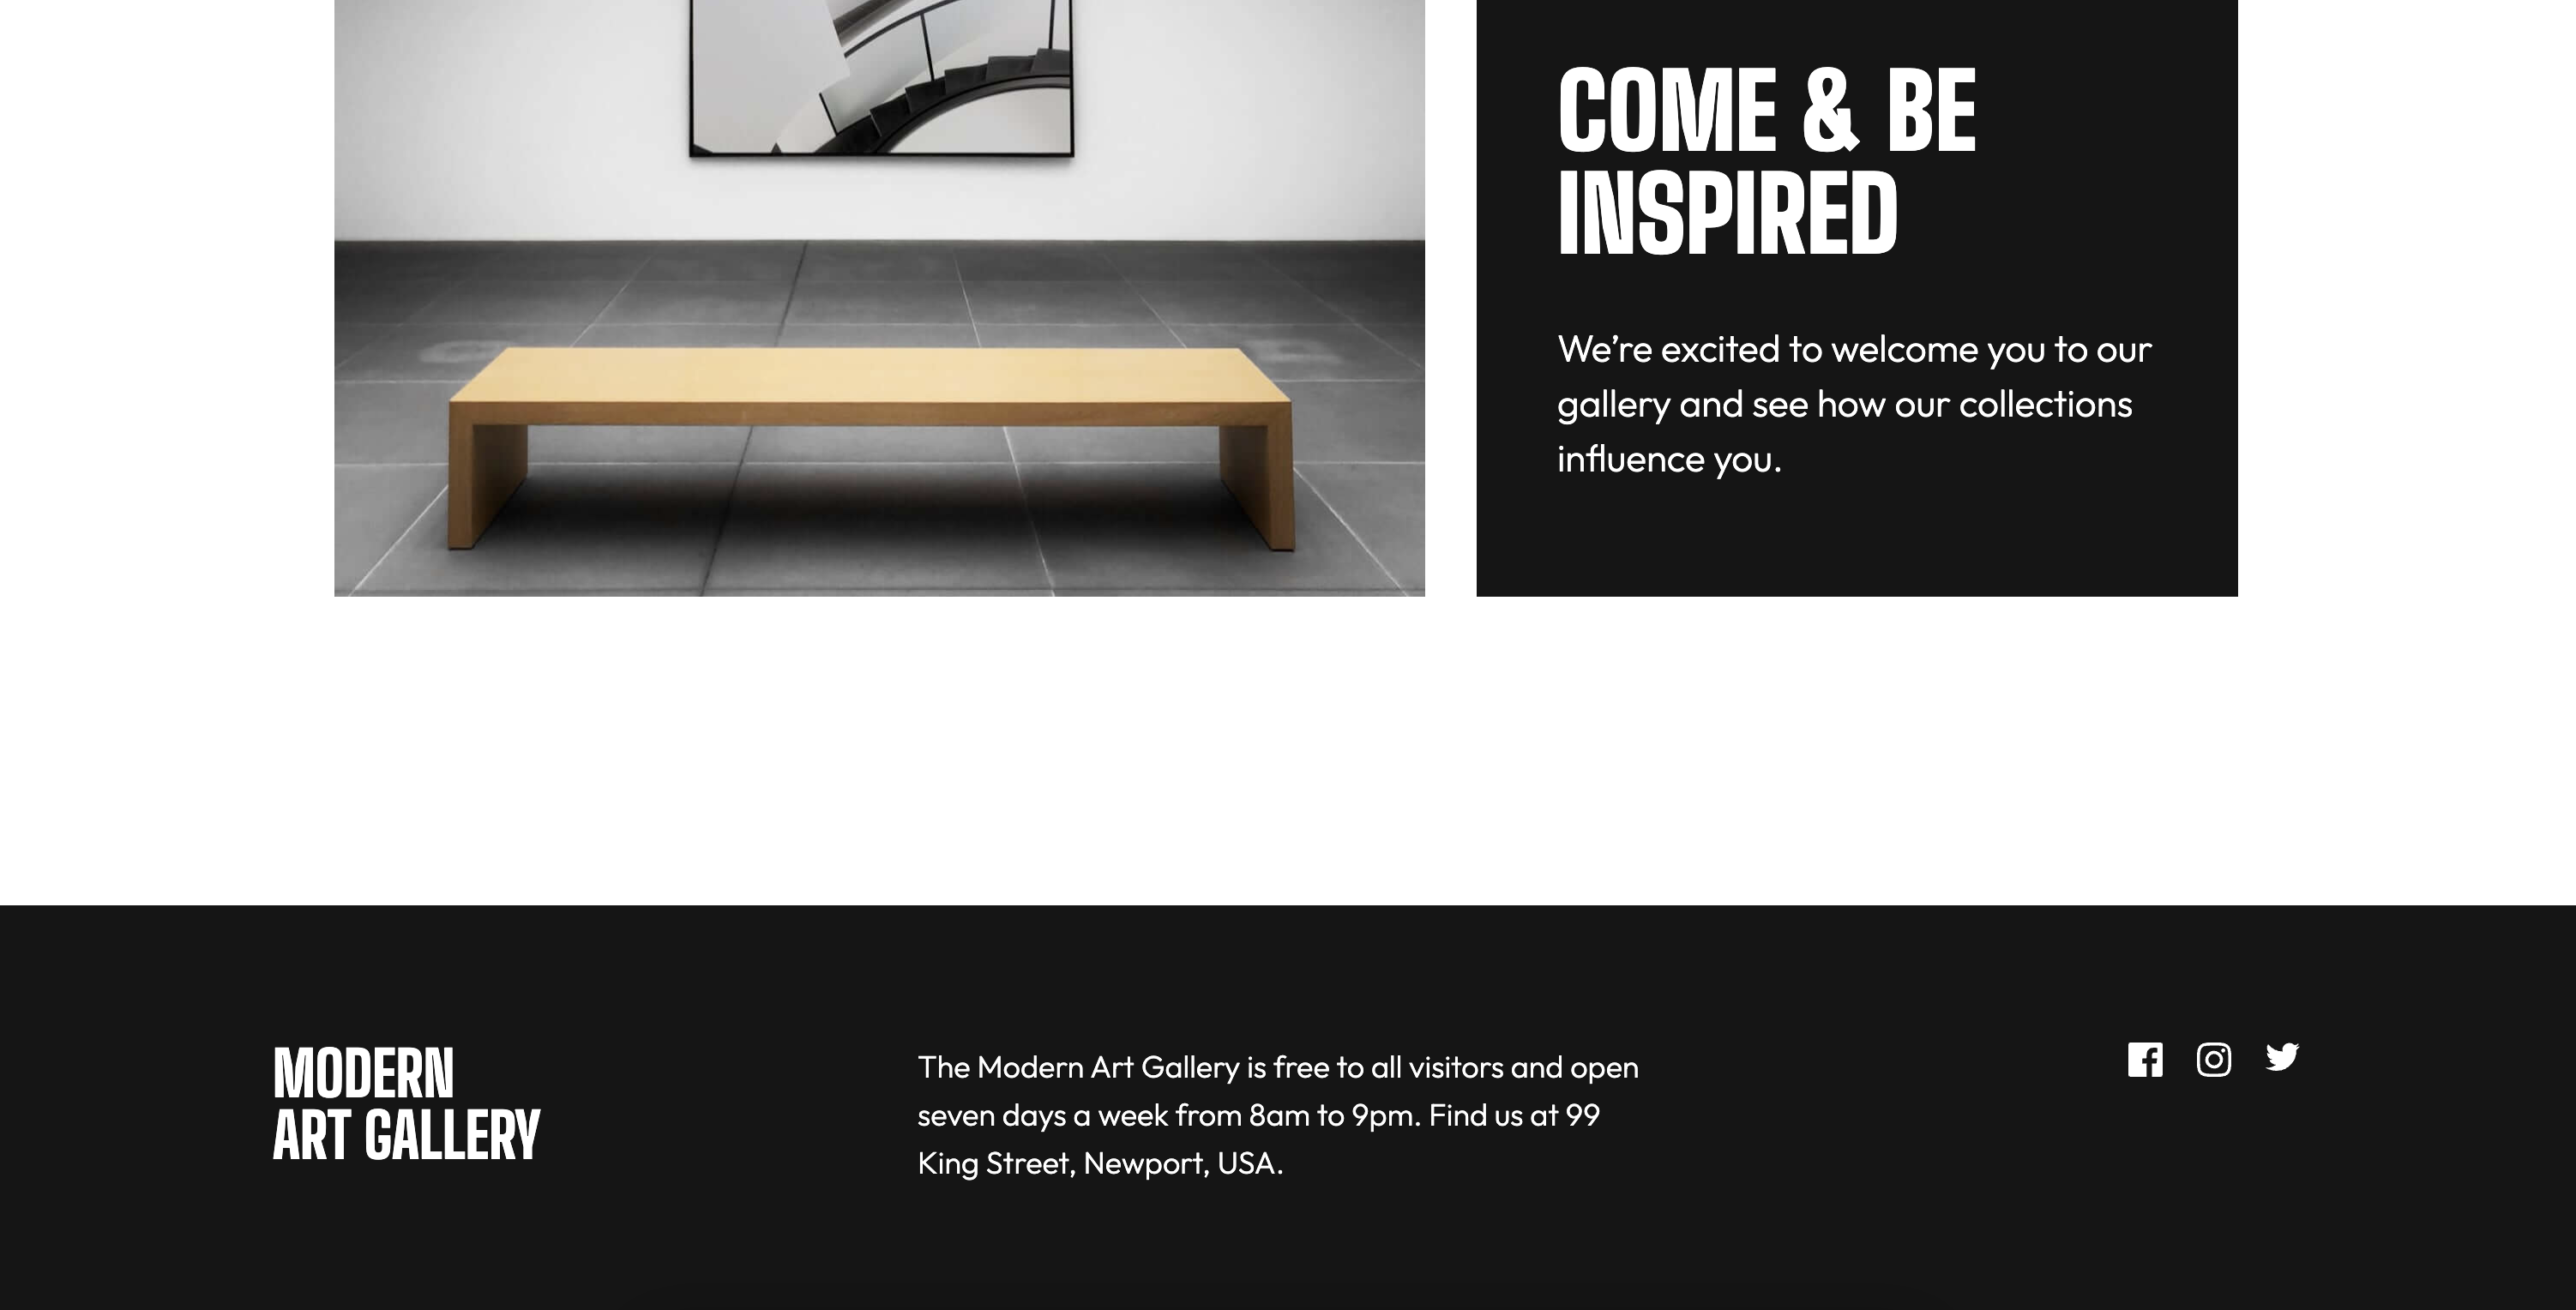 COME & BE
INSPIRED
We’re excited to welcome you to our
gallery and see how our collections
influence you.
MODERN
ART GALLERY
The Modern Art Gallery is free to all visitors and open
seven days a week from 8am to 9pm. Find us at 99
King Street, Newport, USA.